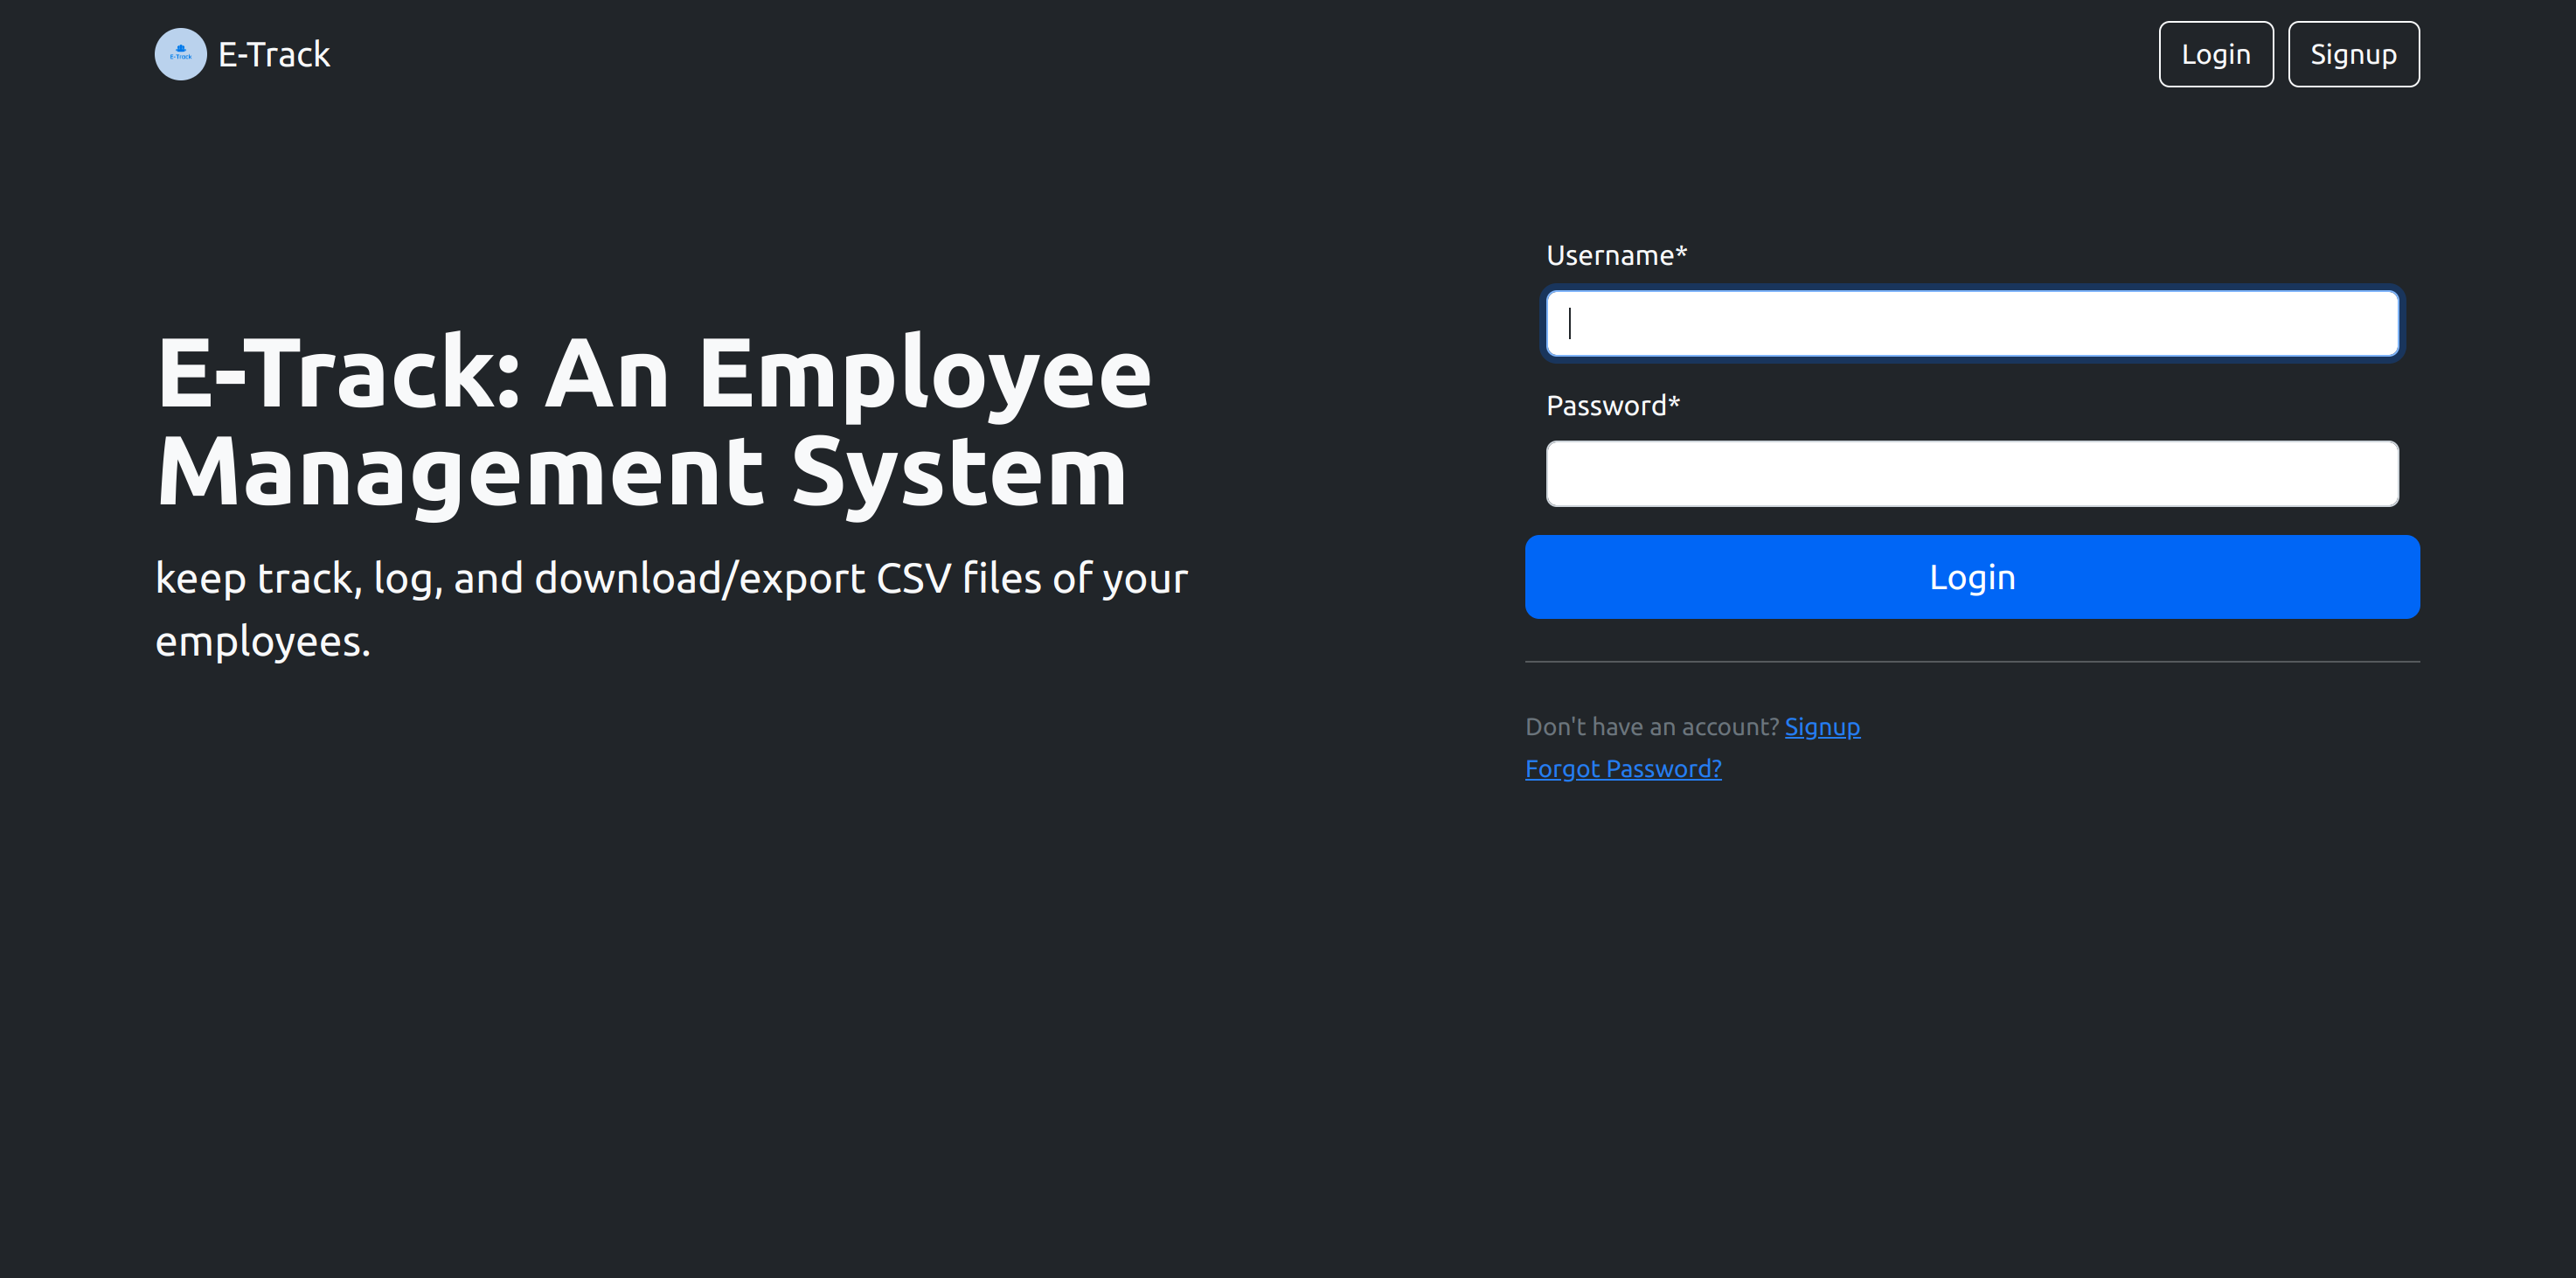 E-Track
E-Track
Login
Signup
E-Track: An Employee
Management System
keep track, log, and download/export CSV files of your
employees.
Username*
Password*
Login
Don't have an account? Signup
Forgot Password?